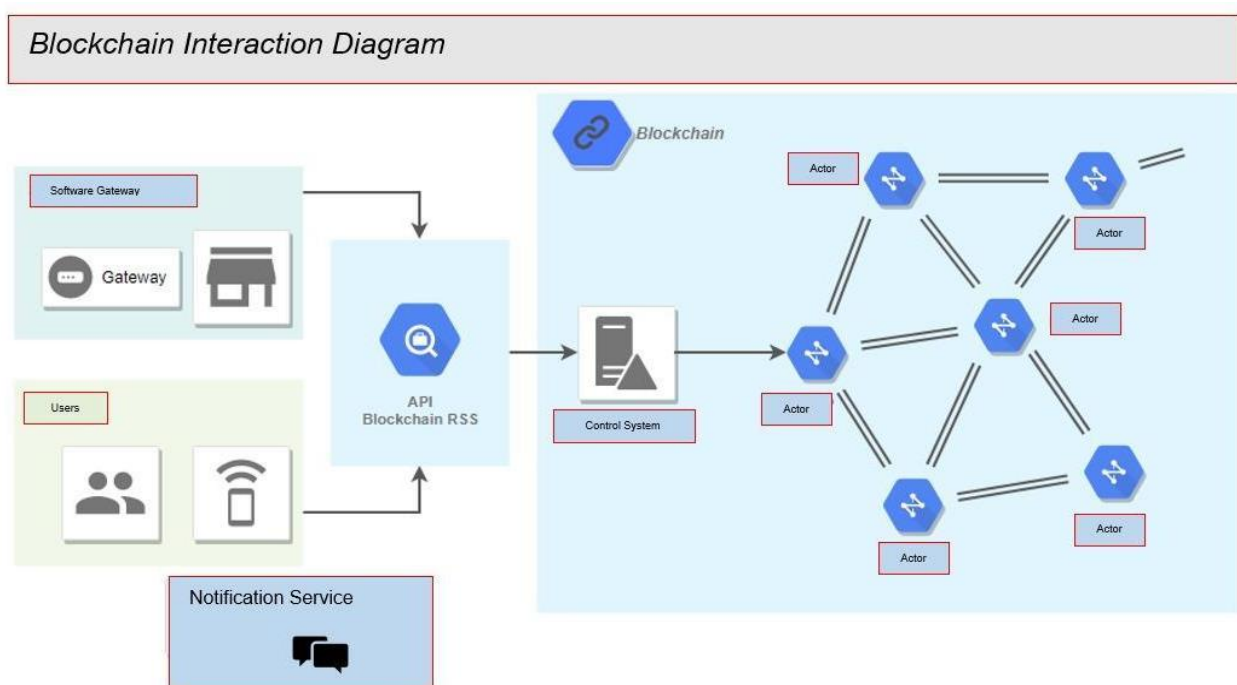 Blockchain Interaction Diagram
Blockchain
Software Gateway
Gateway
Users
API
Blockchain RSS
Control System
Actor
Actor
Actor
Actor
Actor
Actor
Notification Service